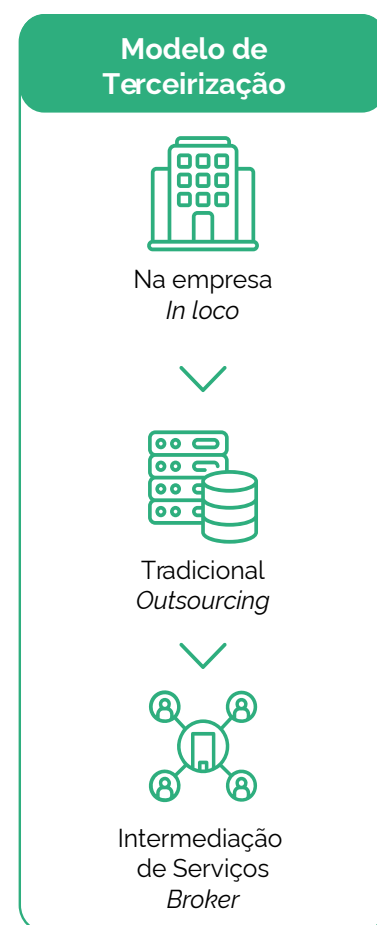 Modelo de
Terceirização
Na empresa
In loco
Tradicional
Outsourcing
Intermediação
de Serviços
Broker